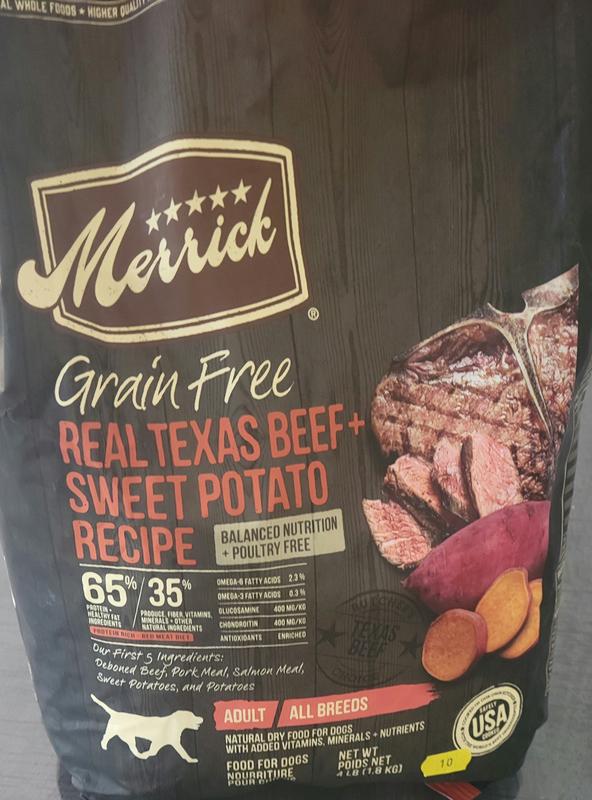 AL WHOLE FOODS ★ HIGHER QUALITY
Merrick
®
Grain Free
REAL TEXAS BEEF+
SWEET POTATO
RECIPE
BALANCED NUTRITION
+ POULTRY FREE
65% / 35%
PROTEIN +
HEALTHY FAT
INGREDIENTS
PRODUCE, FIBER, VITAMINS,
MINERALS + OTHER
NATURAL INGREDIENTS
PROTEIN RICH - RED MEAT DIET
OMEGA-6 FATTY ACIDS 2.3 %
OMEGA-3 FATTY ACIDS 0.3 %
GLUCOSAMINE 400 MG/KG
CHONDROITIN 400 MG/KG
ANTIOXIDANTS ENRICHED
Our First 5 Ingredients:
Deboned Beef, Pork Meal, Salmon Meal,
Sweet Potatoes, and Potatoes
TEXAS
BEEF
ADULT / ALL BREEDS
NATURAL DRY FOOD FOR DOGS
WITH ADDED VITAMINS, MINERALS + NUTRIENTS
FOOD FOR DOGS
NOURRITURE
POUR CHIENS
NET WT
POIDS NET
4 LB (1.8 KG)
SAFELY
USA
COOKED
10